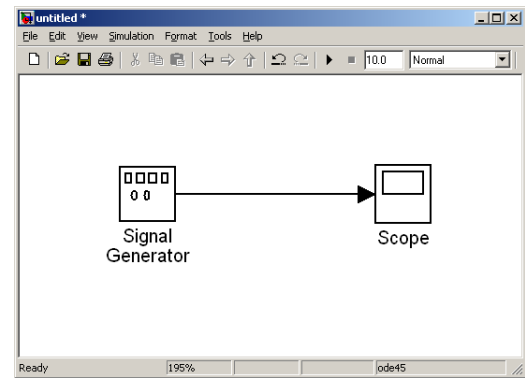 untitled *
File Edit View Simulation Format Tools Help
10.0 Normal
Signal
Generator
Scope
Ready 195% ode45